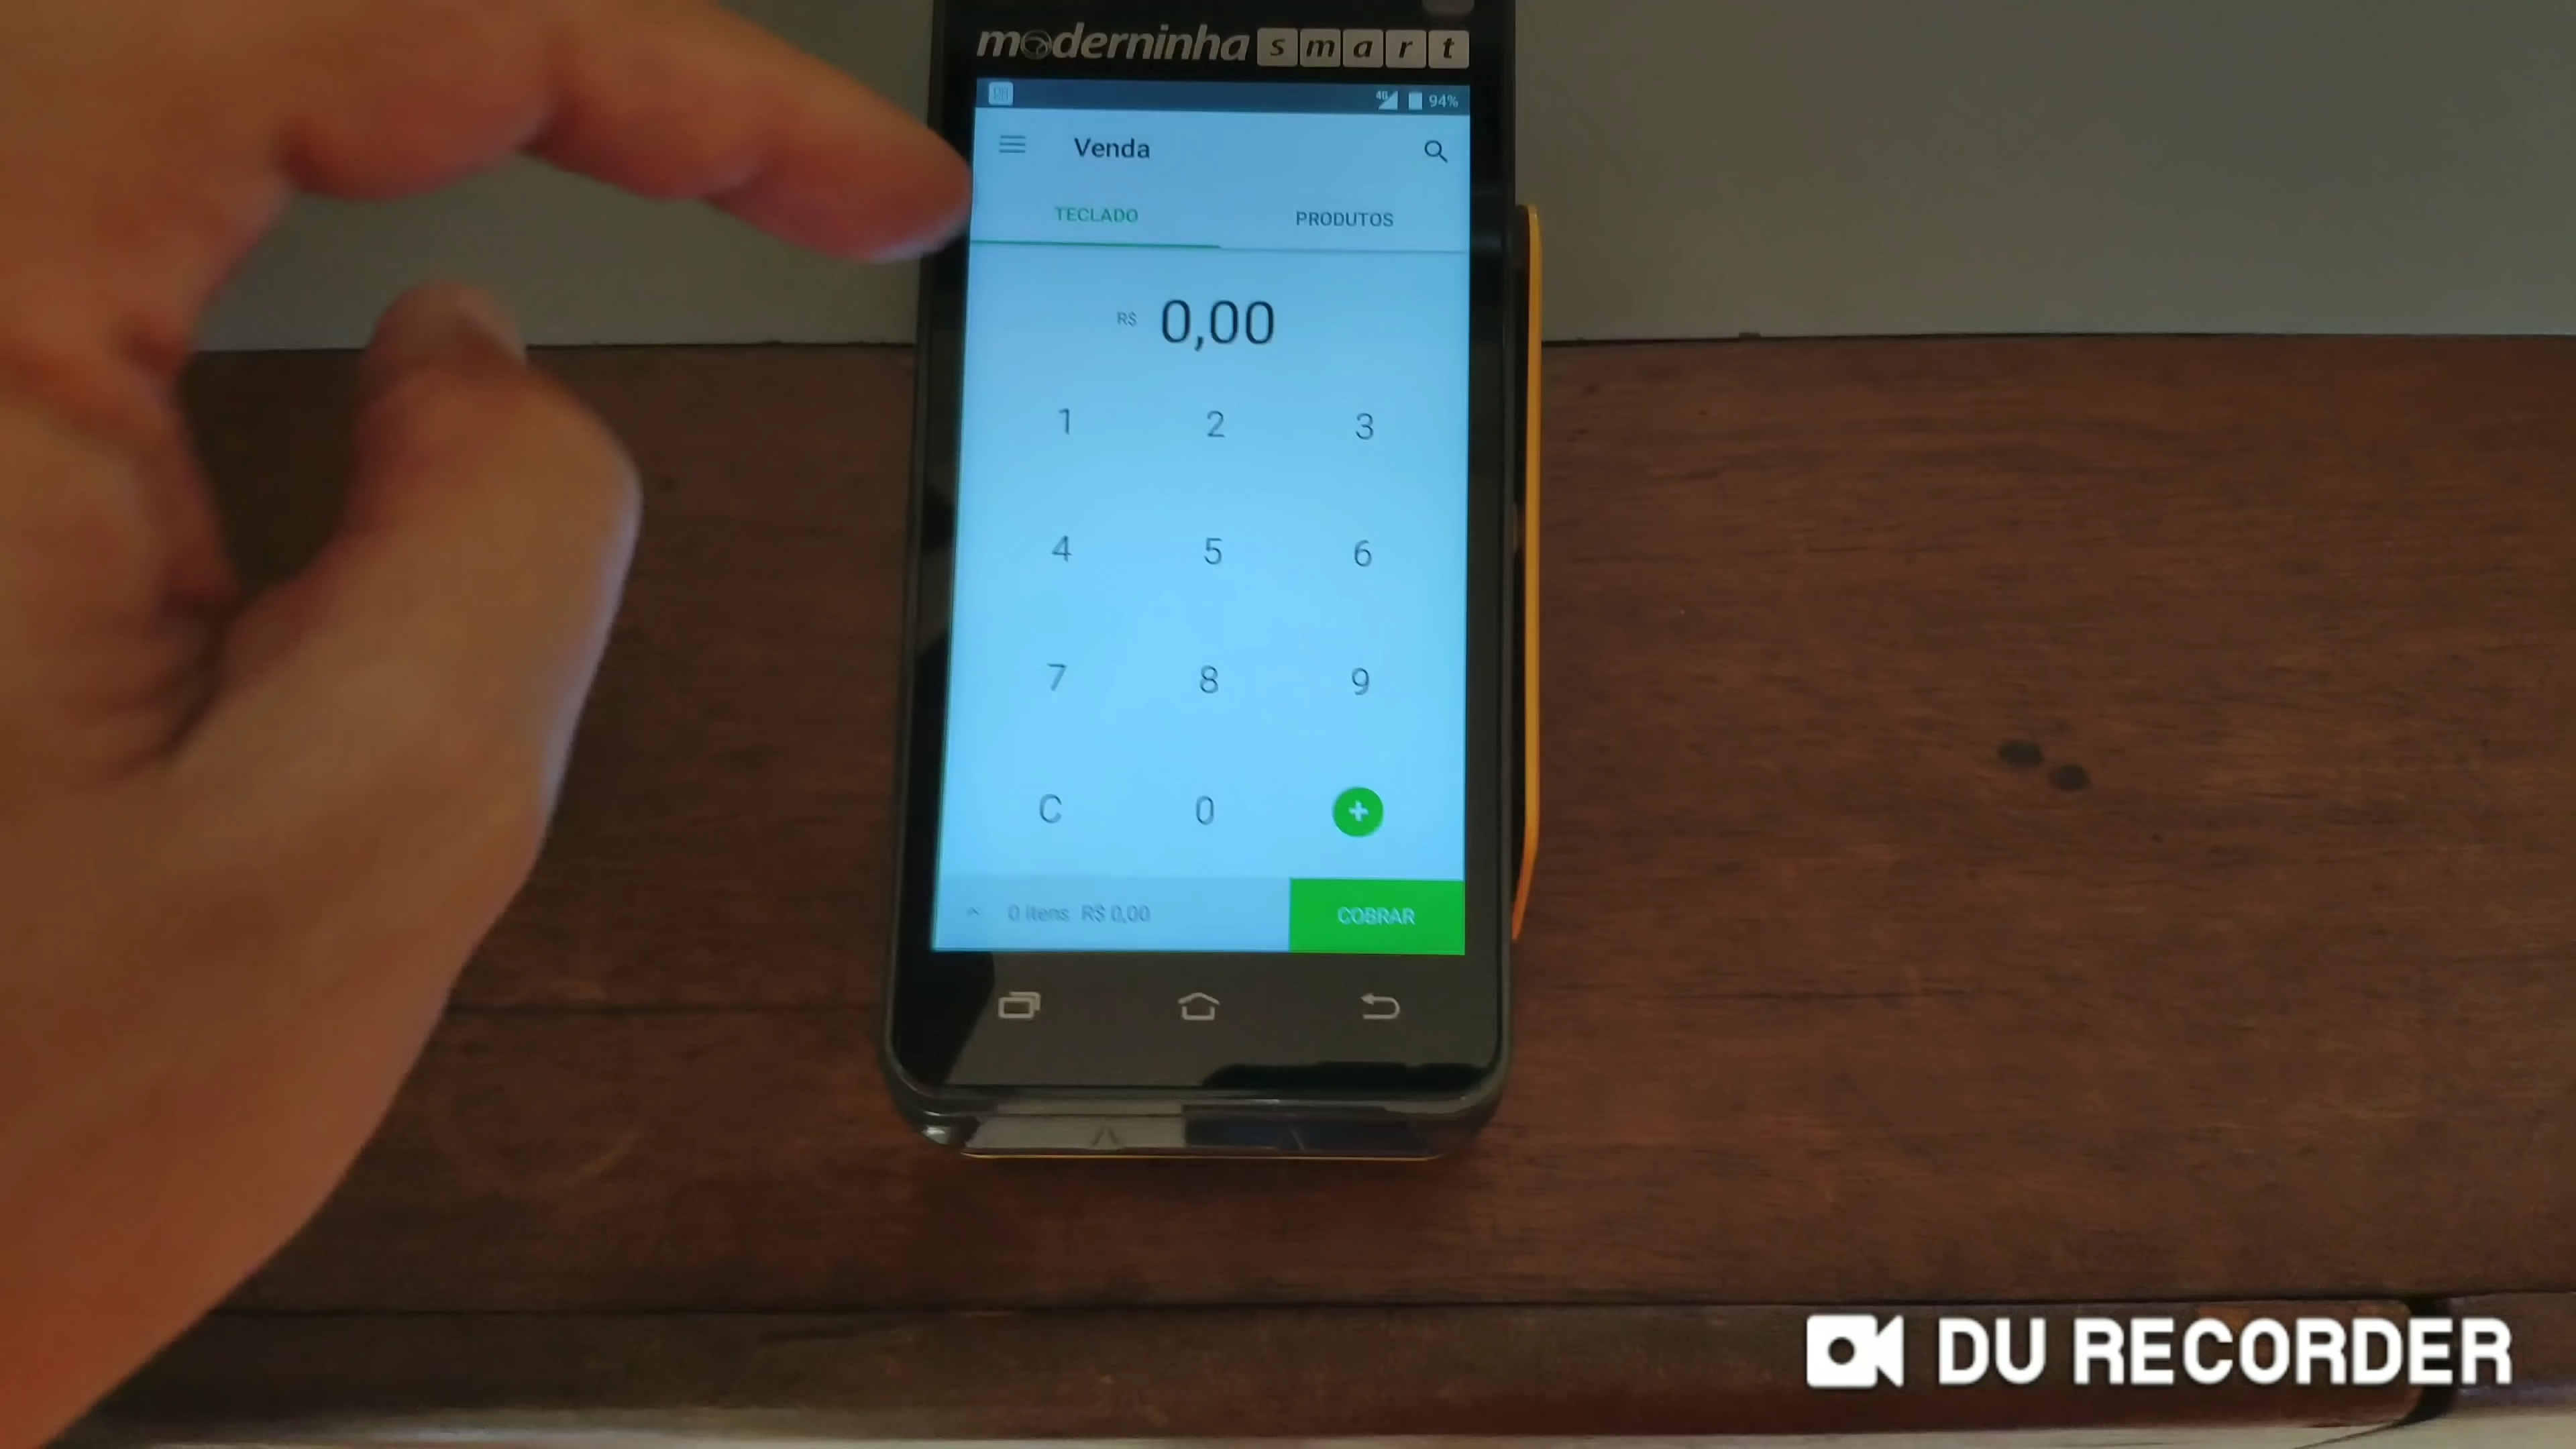 moderninha smart
4G 94%
Venda
TECLADO PRODUTOS
R$ 0,00
1 2 3
4 5 6
7 8 9
C 0 +
0 itens R$ 0,00 COBRAR
DU RECORDER